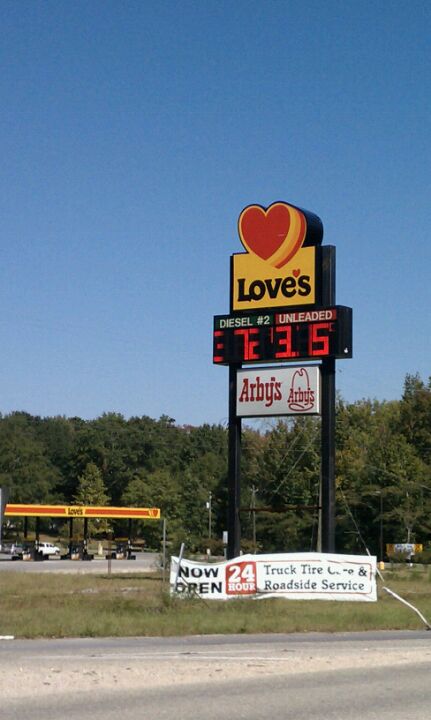 Love's
DIESEL #2 UNLEADED
72 3.15
Arby's Arby's
Love's
NOW OPEN 24 HOUR
Truck Tire &
Roadside Service